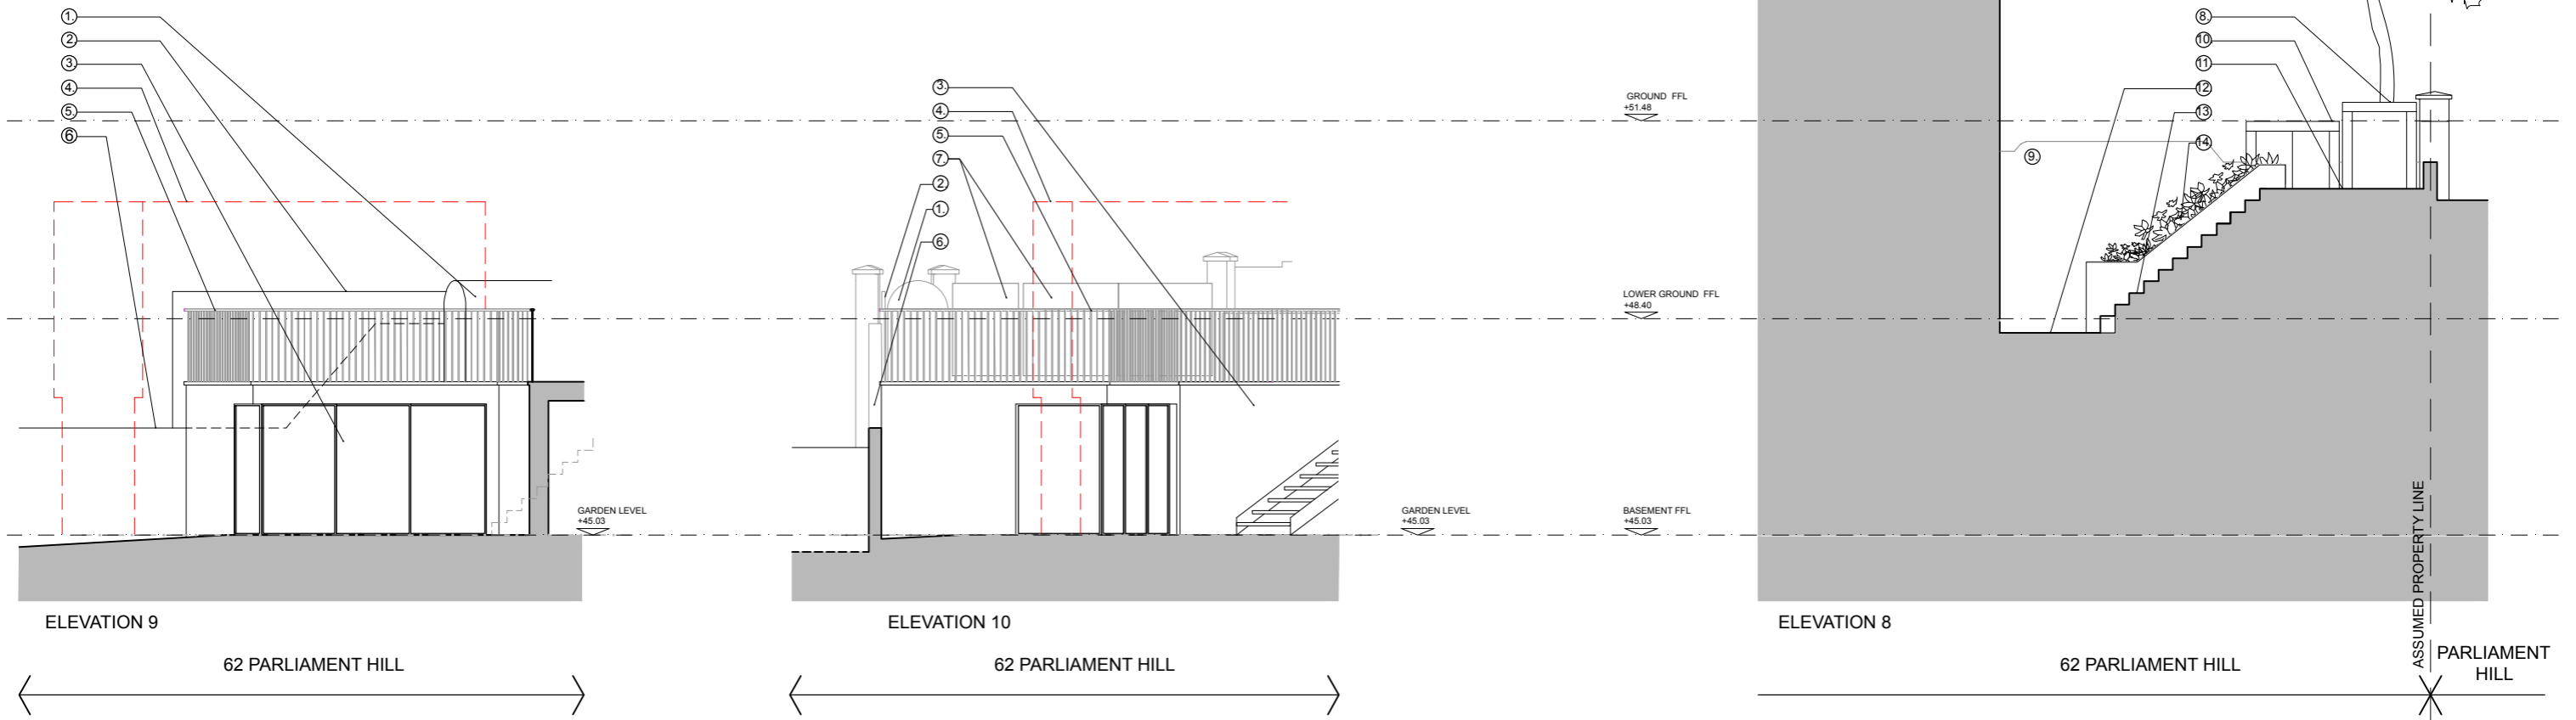 1.
2
3.
4.
5.
6
3.
4.
5.
7.
2.
1.
6.
8.
10.
11
12
13
14.
9.
GROUND FFL
+51.48
LOWER GROUND FFL
+48.40
GARDEN LEVEL
+45.03
GARDEN LEVEL
+45.03
BASEMENT FFL
+45.03
ASSUMED PROPERTY LINE
ELEVATION 9
ELEVATION 10
ELEVATION 8
62 PARLIAMENT HILL
62 PARLIAMENT HILL
62 PARLIAMENT HILL
PARLIAMENT
HILL